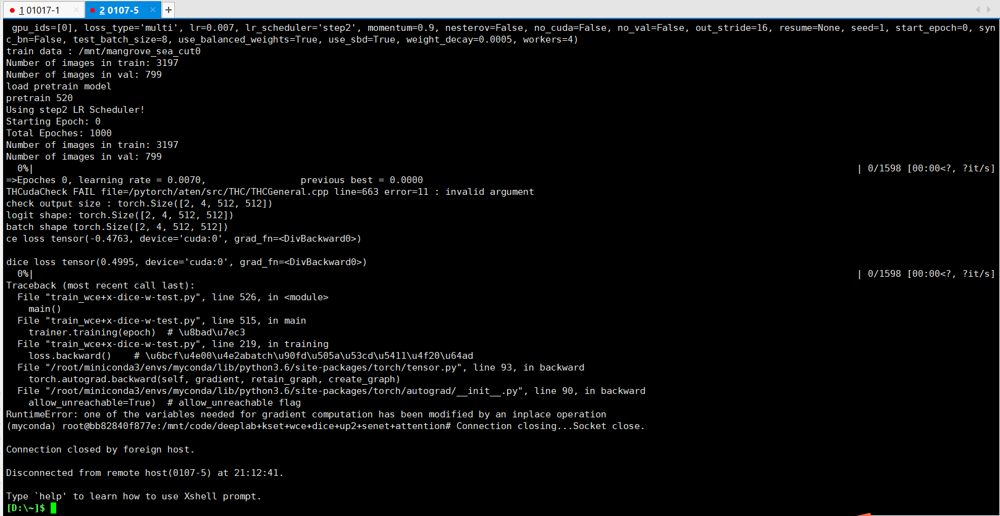 1 01017-1 ×
2 0107-5 ×
+
gpu_ids=[0], loss_type='multi', lr=0.007, lr_scheduler='step2', momentum=0.9, nesterov=False, no_cuda=False, no_val=False, out_stride=16, resume=None, seed=1, start_epoch=0, syn
c_bn=False, test_batch_size=8, use_balanced_weights=True, use_sbd=True, weight_decay=0.0005, workers=4)
train data : /mnt/mangrove_sea_cut0
Number of images in train: 3197
Number of images in val: 799
load pretrain model
pretrain 520
Using step2 LR Scheduler!
Starting Epoch: 0
Total Epoches: 1000
Number of images in train: 3197
Number of images in val: 799
0%| | 0/1598 [00:00<?, ?it/s]
=>Epoches 0, learning rate = 0.0070, previous best = 0.0000
THCudaCheck FAIL file=/pytorch/aten/src/THC/THCGeneral.cpp line=663 error=11 : invalid argument
check output size : torch.Size([2, 4, 512, 512])
logit shape: torch.Size([2, 4, 512, 512])
batch shape torch.Size([2, 4, 512, 512])
ce loss tensor(-0.4763, device='cuda:0', grad_fn=<DivBackward0>)
dice loss tensor(0.4995, device='cuda:0', grad_fn=<DivBackward0>)
0%| | 0/1598 [00:00<?, ?it/s]
Traceback (most recent call last):
File "train_wce+x-dice-w-test.py", line 526, in <module>
main()
File "train_wce+x-dice-w-test.py", line 515, in main
trainer.training(epoch) # \u8bad\u7ec3
File "train_wce+x-dice-w-test.py", line 219, in training
loss.backward() # \u6bcf\u4e00\u4e2abatch\u90fd\u505a\u53cd\u5411\u4f20\u64ad
File "/root/miniconda3/envs/myconda/lib/python3.6/site-packages/torch/tensor.py", line 93, in backward
torch.autograd.backward(self, gradient, retain_graph, create_graph)
File "/root/miniconda3/envs/myconda/lib/python3.6/site-packages/torch/autograd/__init__.py", line 90, in backward
allow_unreachable=True) # allow_unreachable flag
RuntimeError: one of the variables needed for gradient computation has been modified by an inplace operation
(myconda) root@bb82840f877e:/mnt/code/deeplab+kset+wce+dice+up2+senet+attention# Connection closing...Socket close.
Connection closed by foreign host.
Disconnected from remote host(0107-5) at 21:12:41.
Type `help' to learn how to use Xshell prompt.
[D:\~]$